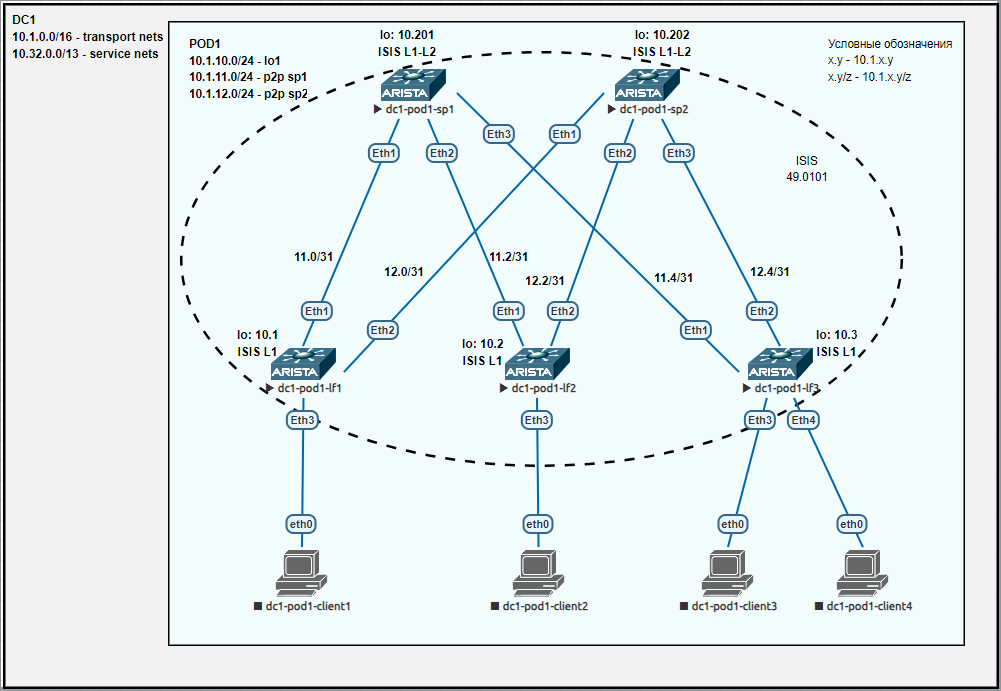 DC1
10.1.0.0/16 - transport nets
10.32.0.0/13 - service nets
POD1
10.1.10.0/24 - lo1
10.1.11.0/24 - p2p sp1
10.1.12.0/24 - p2p sp2
lo: 10.201
ISIS L1-L2
lo: 10.202
ISIS L1-L2
Условные обозначения
x.y - 10.1.x.y
x.y/z - 10.1.x.y/z
ARISTA
dc1-pod1-sp1
ARISTA
dc1-pod1-sp2
Eth3
Eth1
Eth1
Eth2
Eth2
Eth3
ISIS
49.0101
11.0/31
12.0/31
11.2/31
12.2/31
11.4/31
12.4/31
Eth1
Eth2
Eth1
Eth2
Eth1
Eth2
lo: 10.1
ISIS L1
lo: 10.2
ISIS L1
lo: 10.3
ISIS L1
ARISTA
dc1-pod1-lf1
ARISTA
dc1-pod1-lf2
ARISTA
dc1-pod1-lf3
Eth3
Eth3
Eth3
Eth4
eth0
eth0
eth0
eth0
dc1-pod1-client1
dc1-pod1-client2
dc1-pod1-client3
dc1-pod1-client4